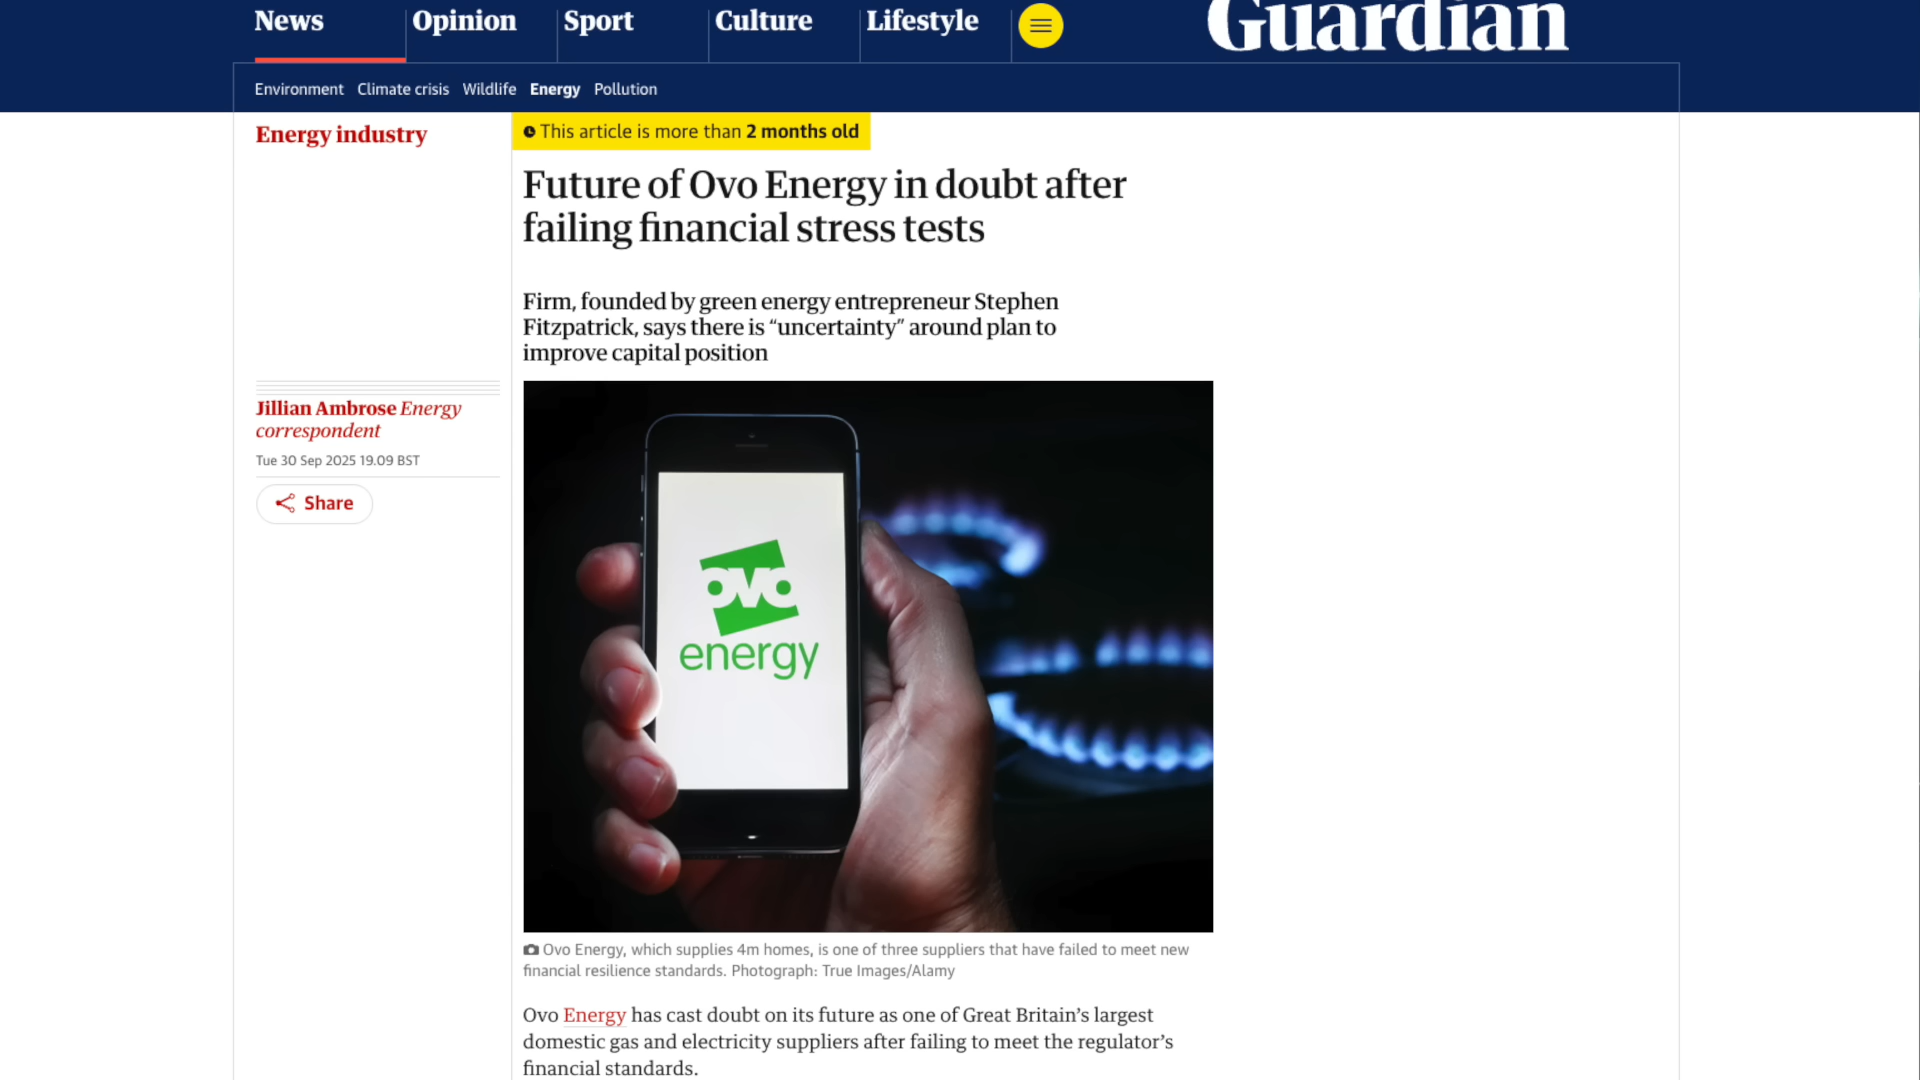 News
Opinion
Sport
Culture
Lifestyle
Guardian
Environment
Climate crisis
Wildlife
Energy
Pollution
Energy industry
This article is more than 2 months old
Future of Ovo Energy in doubt after
failing financial stress tests
Firm, founded by green energy entrepreneur Stephen
Fitzpatrick, says there is “uncertainty” around plan to
improve capital position
Jillian Ambrose Energy
correspondent
Tue 30 Sep 2025 19.09 BST
Share
ovo
energy
Ovo Energy, which supplies 4m homes, is one of three suppliers that have failed to meet new
financial resilience standards. Photograph: True Images/Alamy
Ovo Energy has cast doubt on its future as one of Great Britain’s largest
domestic gas and electricity suppliers after failing to meet the regulator’s
financial standards.